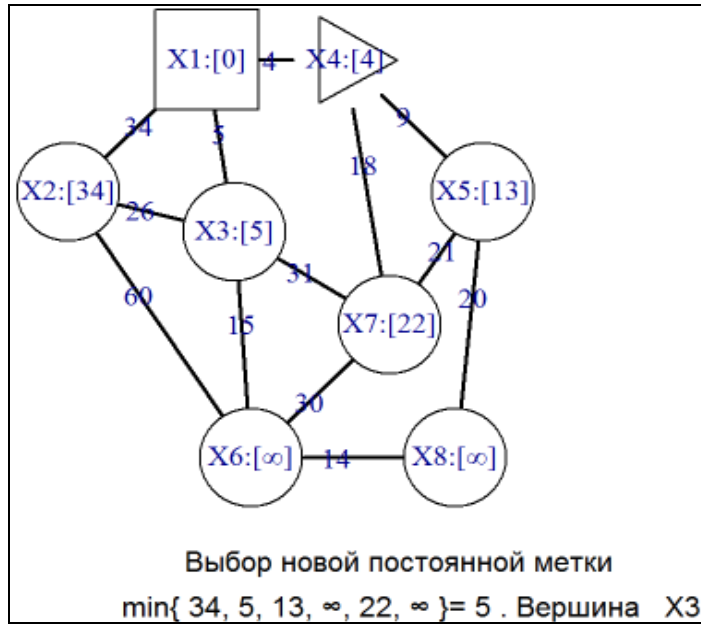 X1:[0] 4 X4:[4]
34 5 9
18
X2:[34] X5:[13]
26
X3:[5]
21
31
60 15 20
X7:[22]
30
X6:[∞] 14 X8:[∞]
Выбор новой постоянной метки
min{ 34, 5, 13, ∞, 22, ∞ }= 5 . Вершина X3